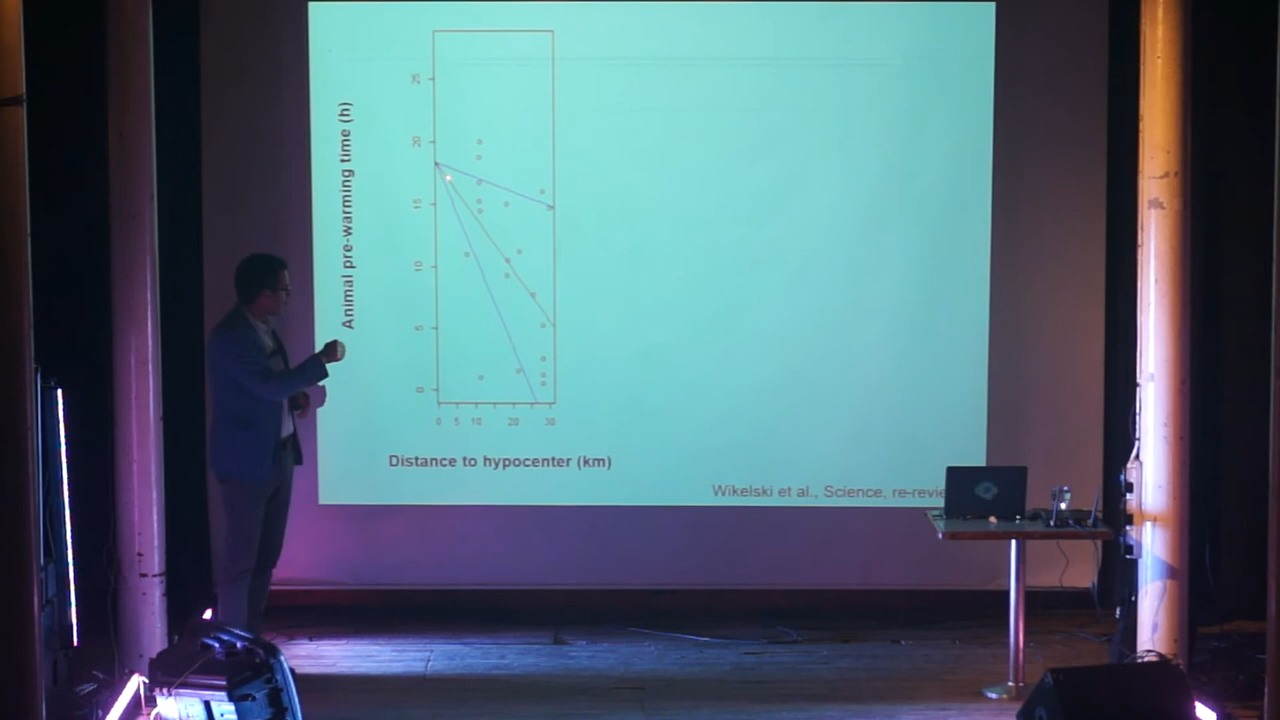 Animal pre-warming time (h)
25
20
15
10
5
0
0 5 10 20 30
Distance to hypocenter (km)
Wikelski et al., Science, re-revie